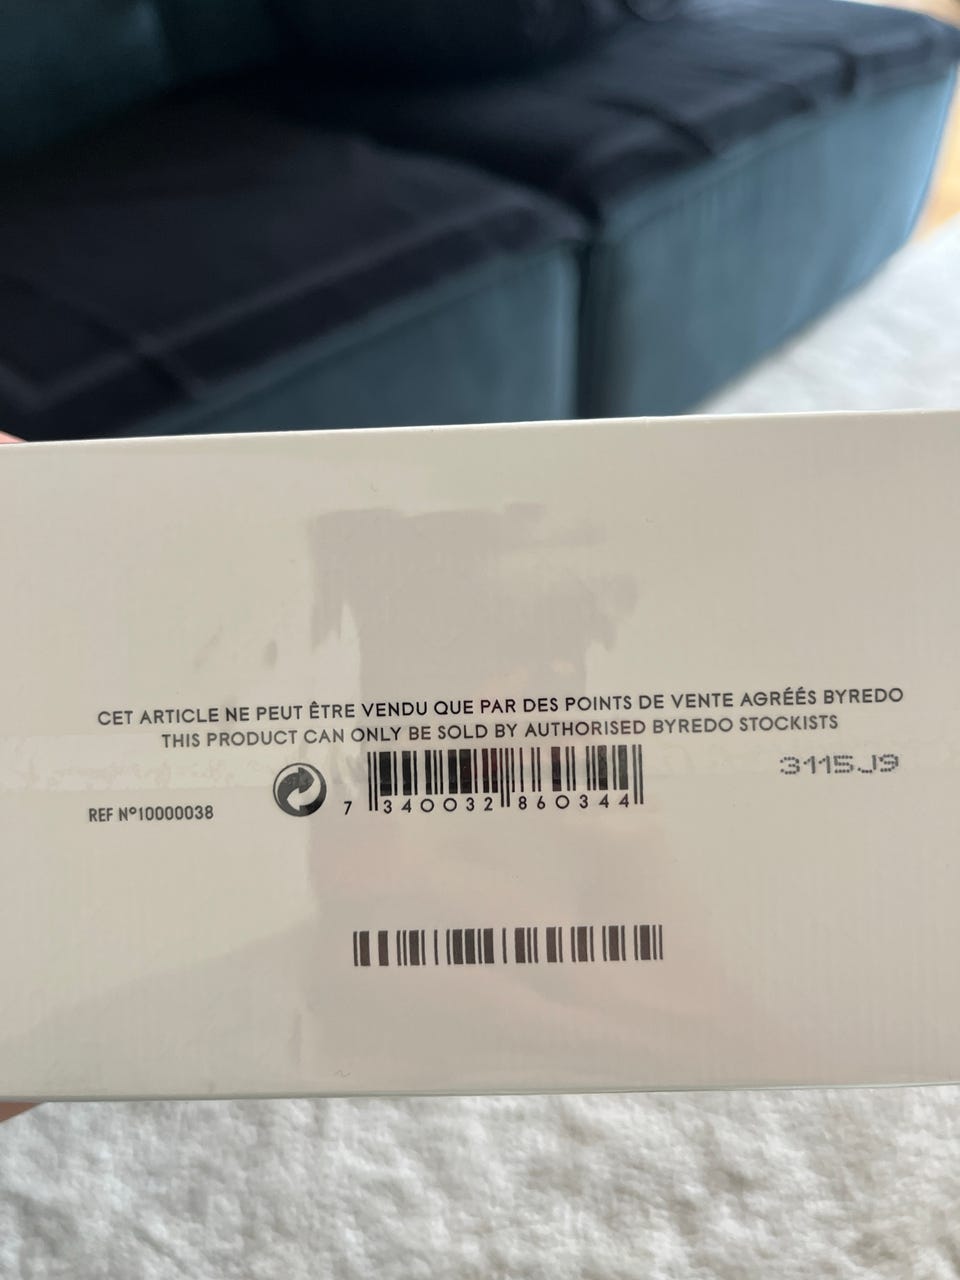 CET ARTICLE NE PEUT ÊTRE VENDU QUE PAR DES POINTS DE VENTE AGRÉÉS BYREDO
THIS PRODUCT CAN ONLY BE SOLD BY AUTHORISED BYREDO STOCKISTS
3115J9
REF Nº10000038
7 340032 860344